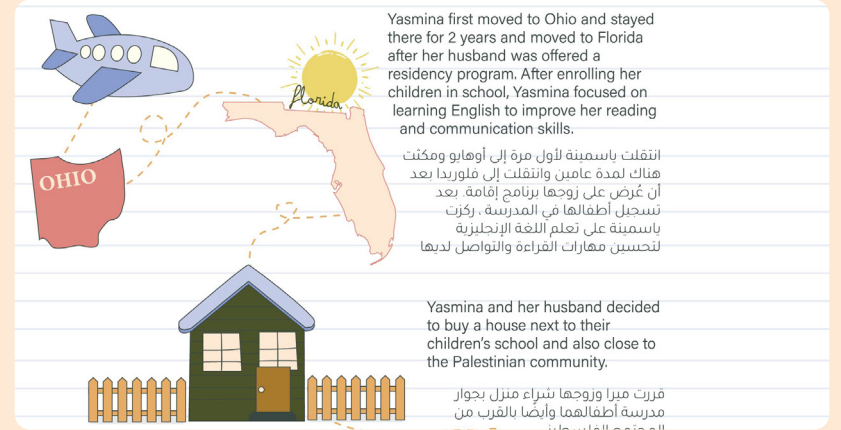 Yasmina first moved to Ohio and stayed
there for 2 years and moved to Florida
after her husband was offered a
residency program. After enrolling her
children in school, Yasmina focused on
learning English to improve her reading
and communication skills.
florida
OHIO
انتقلت ياسمينة لأول مرة إلى أوهايو ومكثت
هناك لمدة عامين وانتقلت إلى فلوريدا بعد
أن عُرض على زوجها برنامج إقامة. بعد
تسجيل أطفالها في المدرسة ، ركزت
ياسمينة على تعلم اللغة الإنجليزية
لتحسين مهارات القراءة والتواصل لديها
Yasmina and her husband decided
to buy a house next to their
children's school and also close to
the Palestinian community.
قررت ميرا وزوجها شراء منزل بجوار
مدرسة أطفالهما وأيضًا بالقرب من